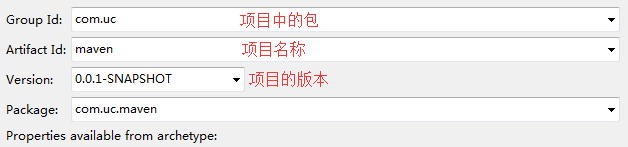 Group Id: com.uc 项目中的包
Artifact Id: maven 项目名称
Version: 0.0.1-SNAPSHOT 项目的版本
Package: com.uc.maven
Properties available from archetype: